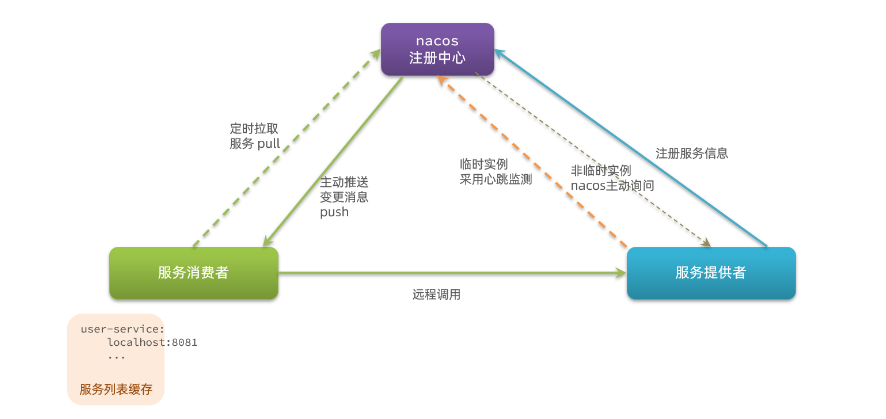 nacos
注册中心
定时拉取
服务 pull
主动推送
变更消息
push
临时实例
采用心跳监测
非临时实例
nacos主动询问
注册服务信息
服务消费者
服务提供者
远程调用
user-service:
localhost:8081
...
服务列表缓存